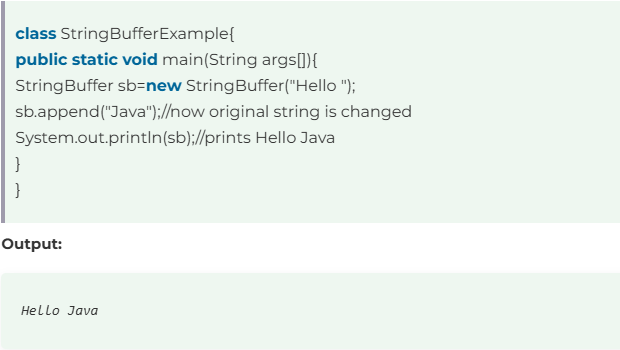 class StringBufferExample{
public static void main(String args[]){
StringBuffer sb=new StringBuffer("Hello ");
sb.append("Java");//now original string is changed
System.out.println(sb);//prints Hello Java
}
}
Output:
Hello Java